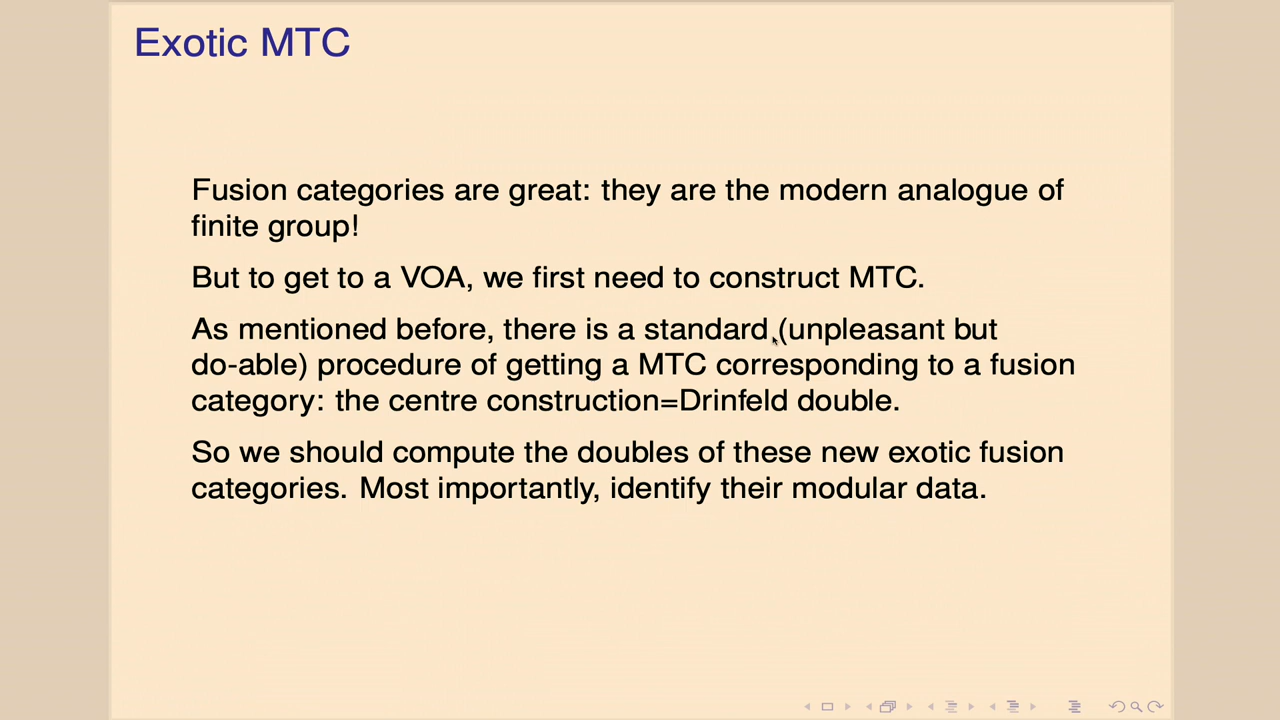 Exotic MTC
Fusion categories are great: they are the modern analogue of
finite group!
But to get to a VOA, we first need to construct MTC.
As mentioned before, there is a standard (unpleasant but
do-able) procedure of getting a MTC corresponding to a fusion
category: the centre construction=Drinfeld double.
So we should compute the doubles of these new exotic fusion
categories. Most importantly, identify their modular data.